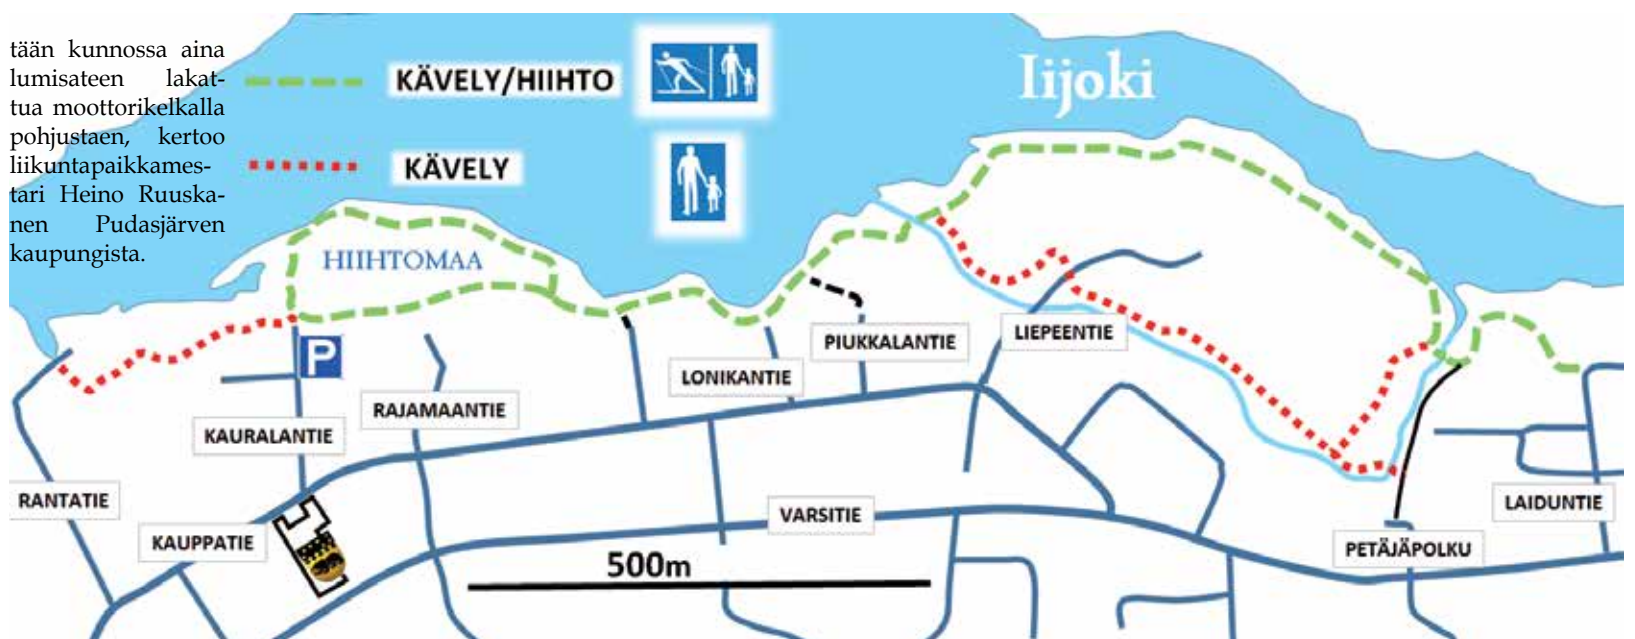 tään kunnossa aina
lumisateen lakat-
tua moottorikelkalla
pohjustaen, kertoo
liikuntapaikkames-
tari Heino Ruuska-
nen Pudasjärven
kaupungista.
KÄVELY/HIIHTO
KÄVELY
Iijoki
HIIHTOMAA
P
PIUKKALANTIE
LIEPEENTIE
LONIKANTIE
RAJAMAANTIE
KAURALANTIE
RANTATIE
KAUPPATIE
VARSITIE
LAIDUNTIE
PETÄJÄPOLKU
500m